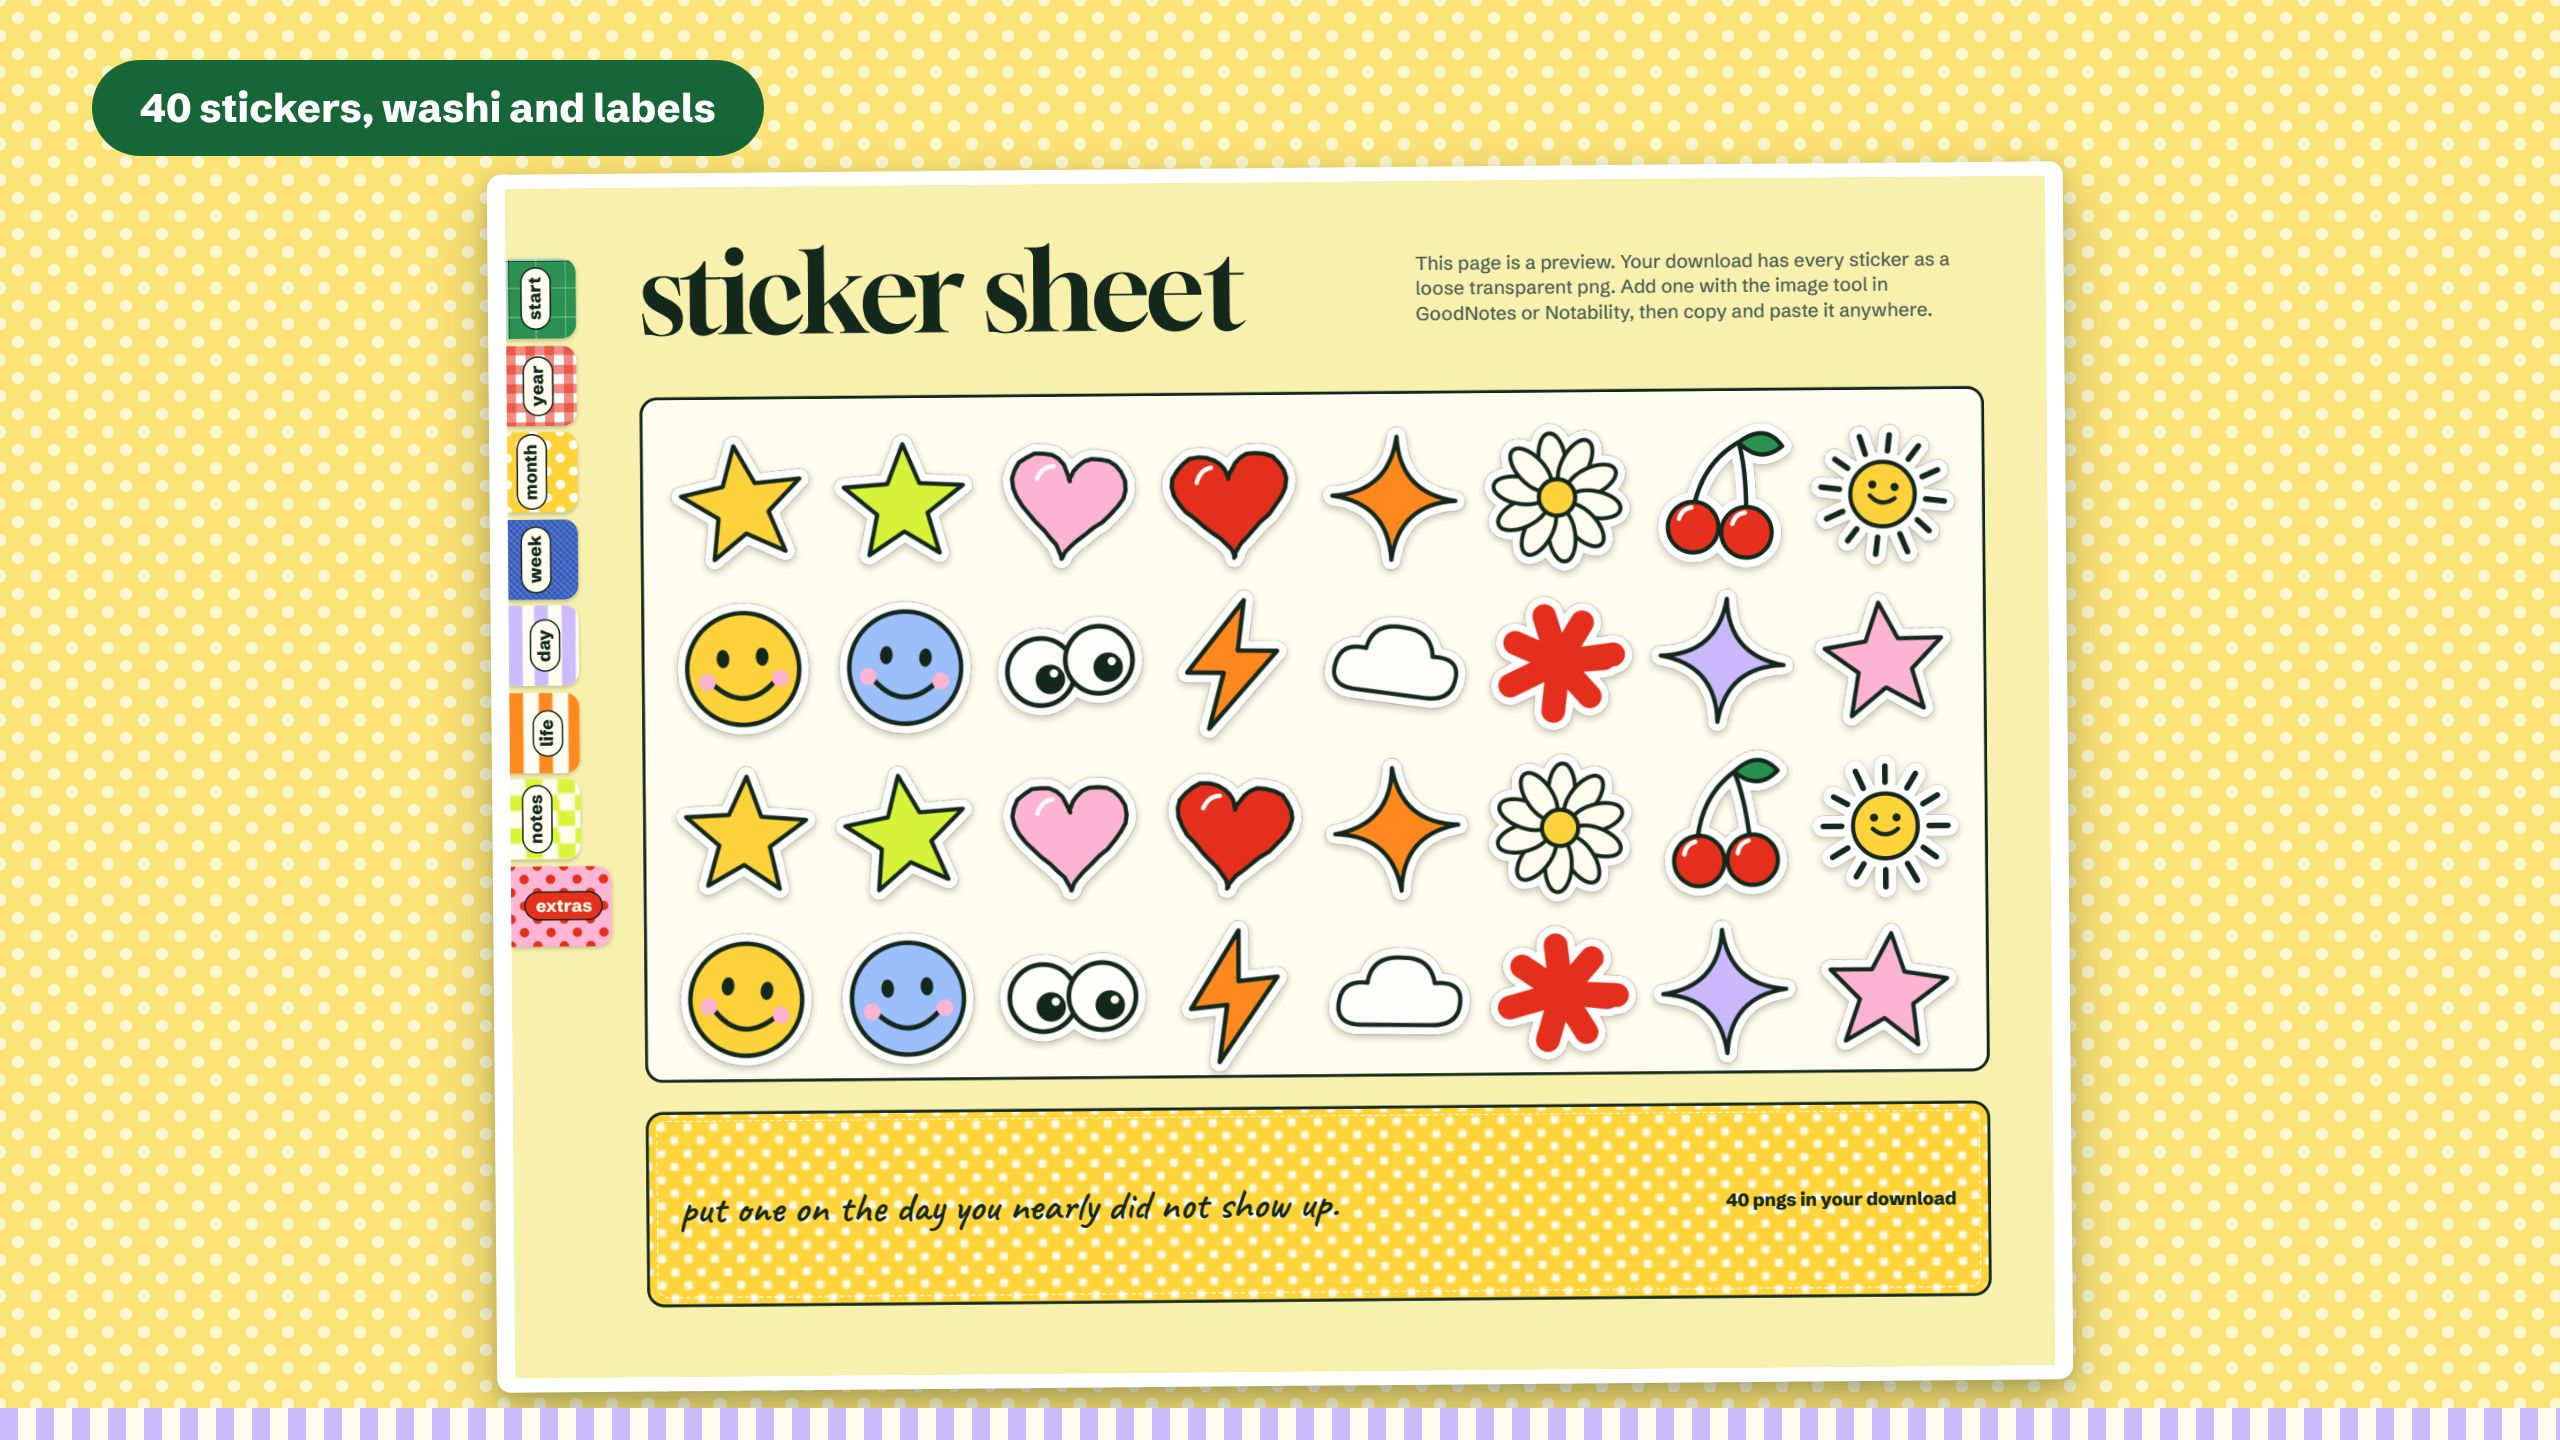 40 stickers, washi and labels
sticker sheet
This page is a preview. Your download has every sticker as a
loose transparent png. Add one with the image tool in
GoodNotes or Notability, then copy and paste it anywhere.
start
year
month
week
day
life
notes
extras
put one on the day you nearly did not show up.
40 pngs in your download